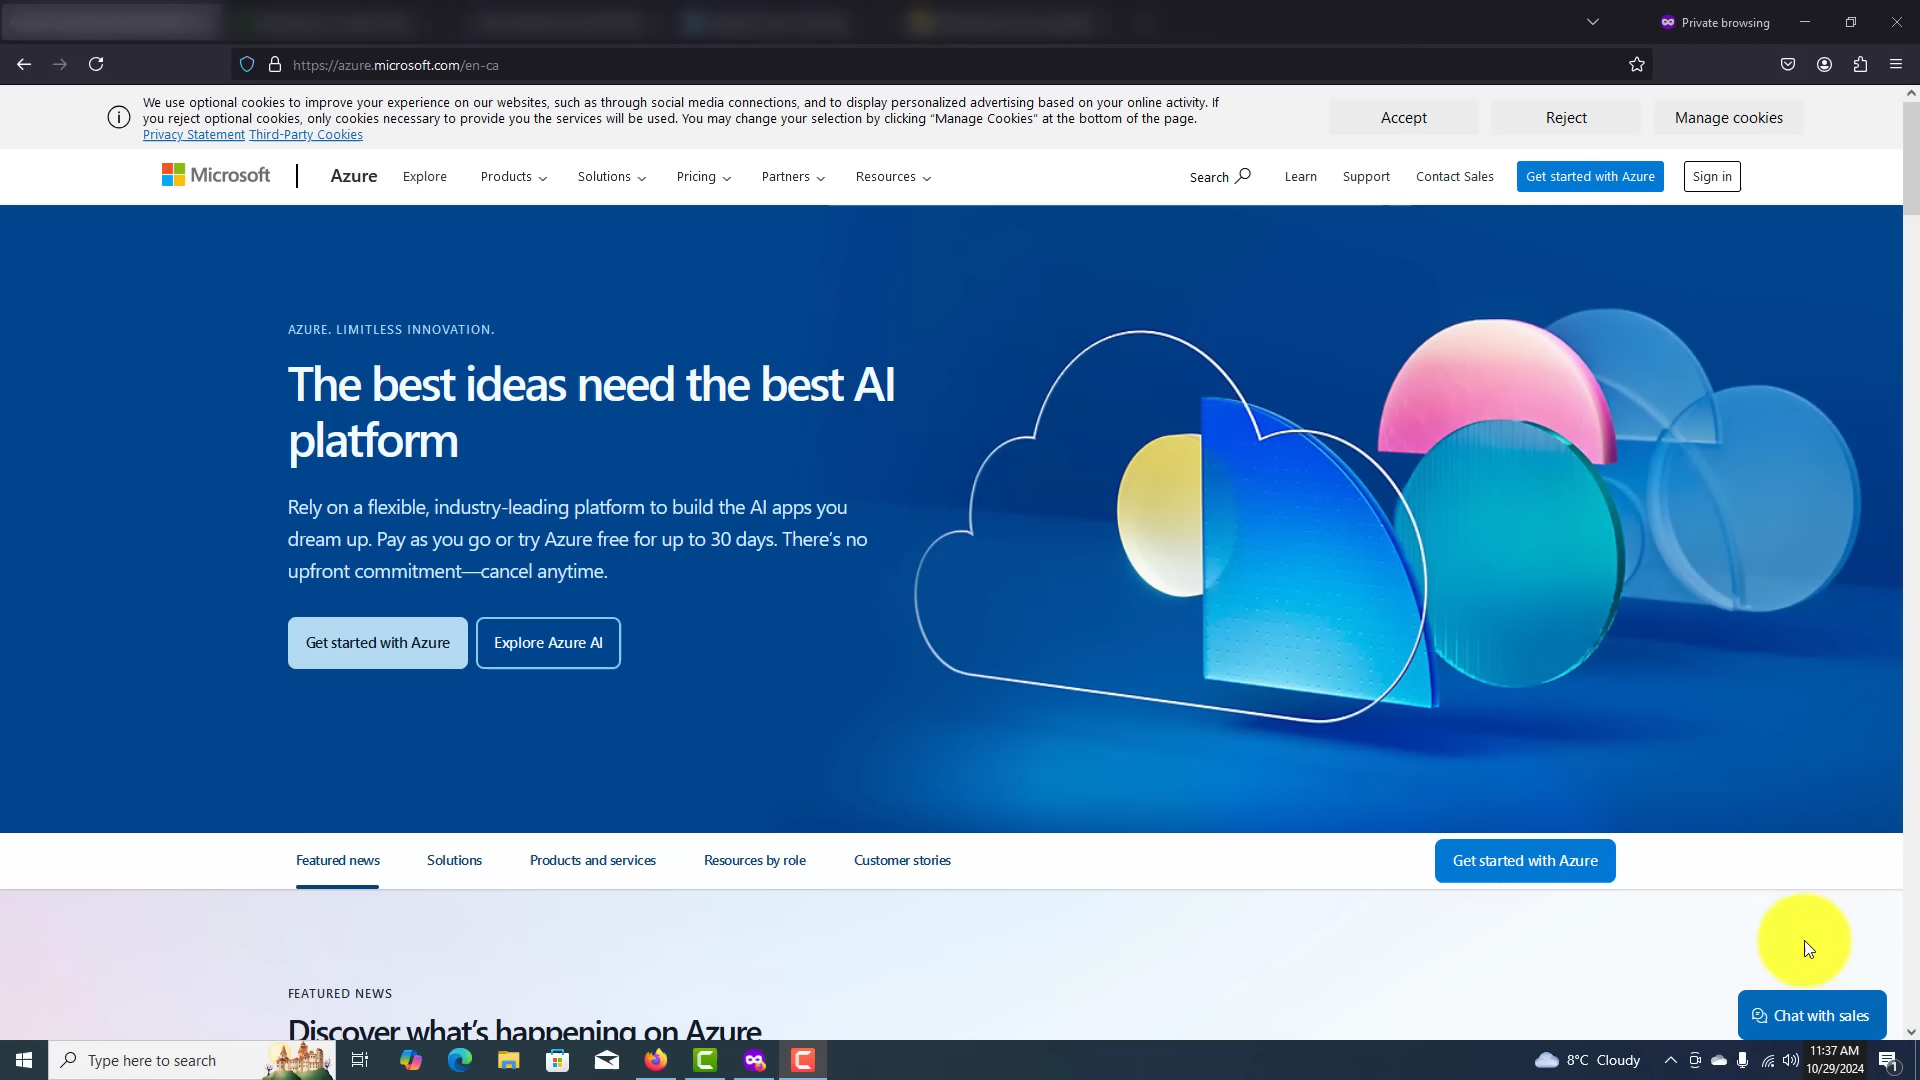 Private browsing
https://azure.microsoft.com/en-ca
We use optional cookies to improve your experience on our websites, such as through social media connections, and to display personalized advertising based on your online activity. If
you reject optional cookies, only cookies necessary to provide you the services will be used. You may change your selection by clicking “Manage Cookies” at the bottom of the page.
Privacy Statement Third-Party Cookies
Accept
Reject
Manage cookies
Microsoft
Azure
Explore
Products
Solutions
Pricing
Partners
Resources
Search
Learn
Support
Contact Sales
Get started with Azure
Sign in
AZURE. LIMITLESS INNOVATION.
The best ideas need the best AI
platform
Rely on a flexible, industry-leading platform to build the AI apps you
dream up. Pay as you go or try Azure free for up to 30 days. There’s no
upfront commitment—cancel anytime.
Get started with Azure
Explore Azure AI
Featured news
Solutions
Products and services
Resources by role
Customer stories
Get started with Azure
FEATURED NEWS
Discover what’s happening on Azure
Chat with sales
Type here to search
8°C Cloudy
11:37 AM
10/29/2024
1